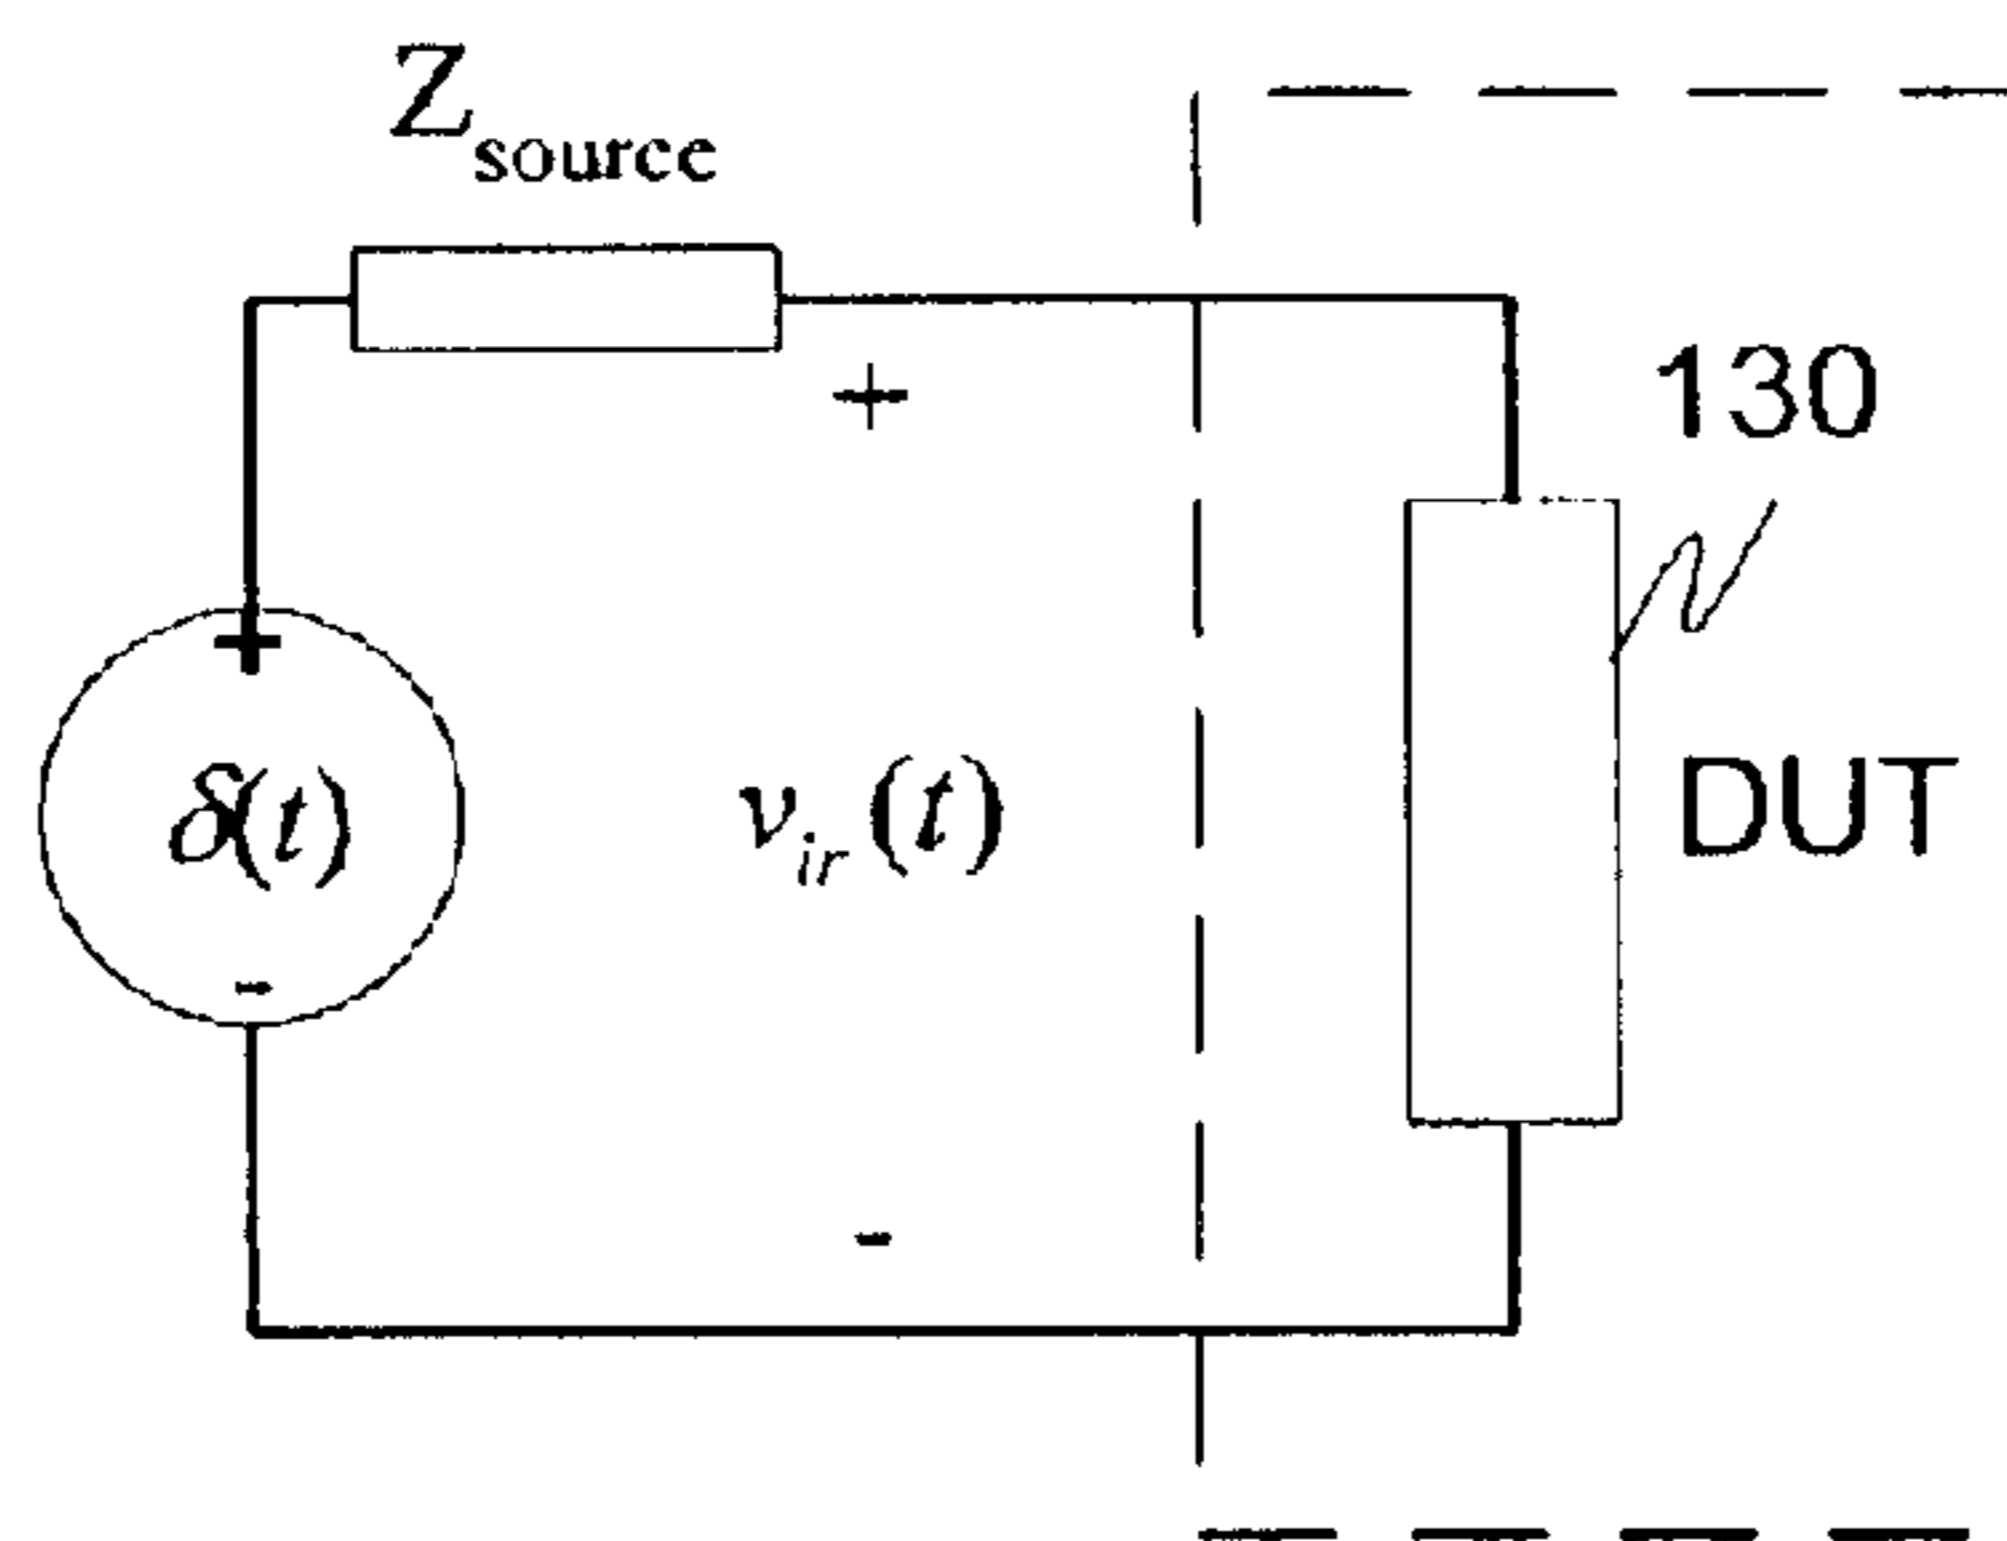 Z_source
+
130
+
δ(t)
v_ir(t)
DUT
-
-